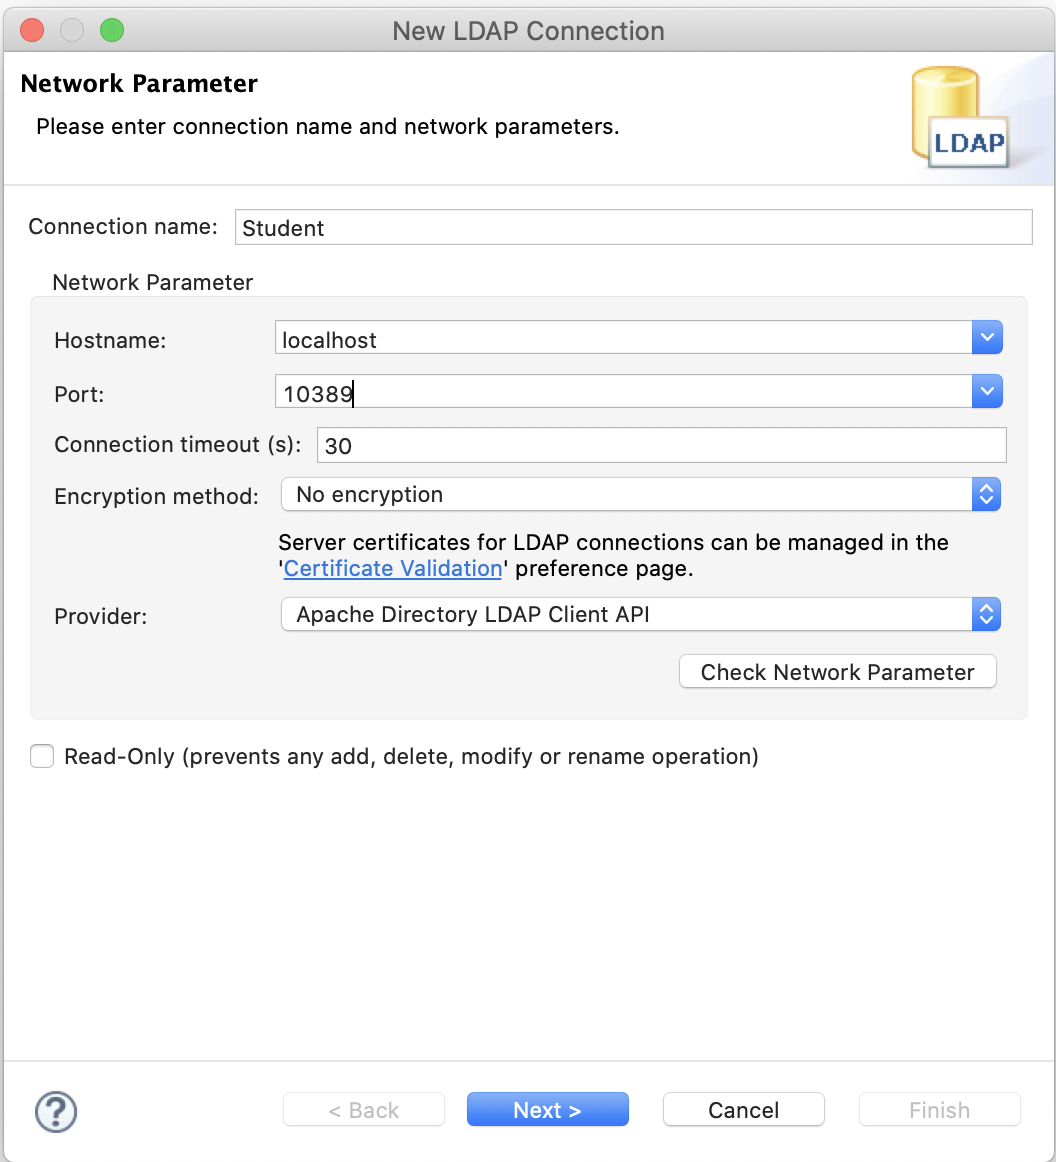 New LDAP Connection
Network Parameter
Please enter connection name and network parameters.
LDAP
Connection name: Student
Network Parameter
Hostname: localhost
Port: 10389
Connection timeout (s): 30
Encryption method: No encryption
Server certificates for LDAP connections can be managed in the
'Certificate Validation' preference page.
Provider: Apache Directory LDAP Client API
Check Network Parameter
Read-Only (prevents any add, delete, modify or rename operation)
? < Back Next > Cancel Finish